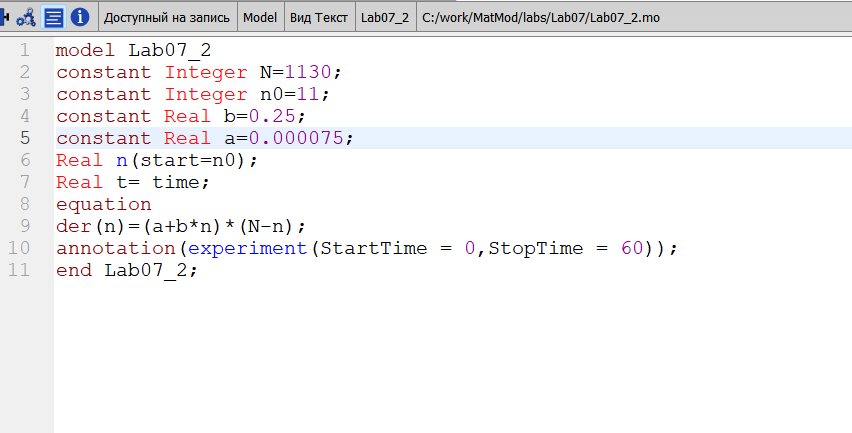 Доступный на запись Model Вид Текст Lab07_2 C:/work/MatMod/labs/Lab07/Lab07_2.mo
1 model Lab07_2
2 constant Integer N=1130;
3 constant Integer n0=11;
4 constant Real b=0.25;
5 constant Real a=0.000075;
6 Real n(start=n0);
7 Real t= time;
8 equation
9 der(n)=(a+b*n)*(N-n);
10 annotation(experiment(StartTime = 0,StopTime = 60));
11 end Lab07_2;